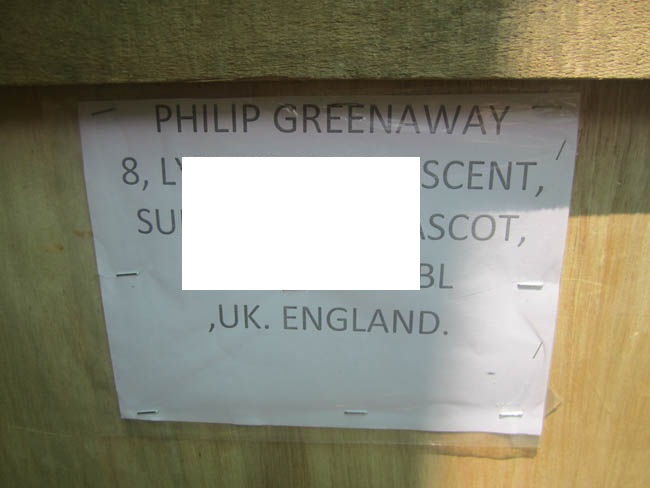 PHILIP GREENAWAY
8, LY SCENT,
SU ASCOT,
BL
,UK. ENGLAND.